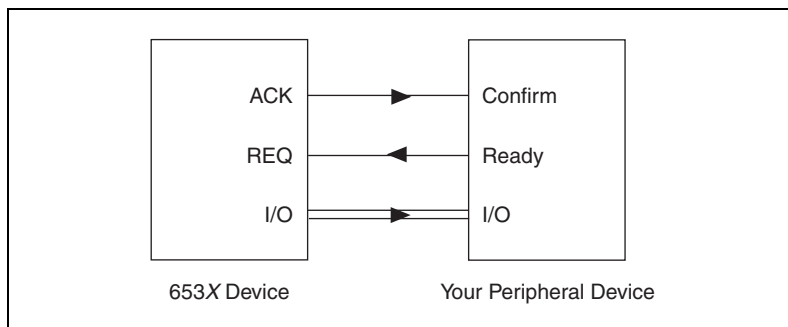 ACK Confirm
REQ Ready
I/O I/O
653X Device Your Peripheral Device